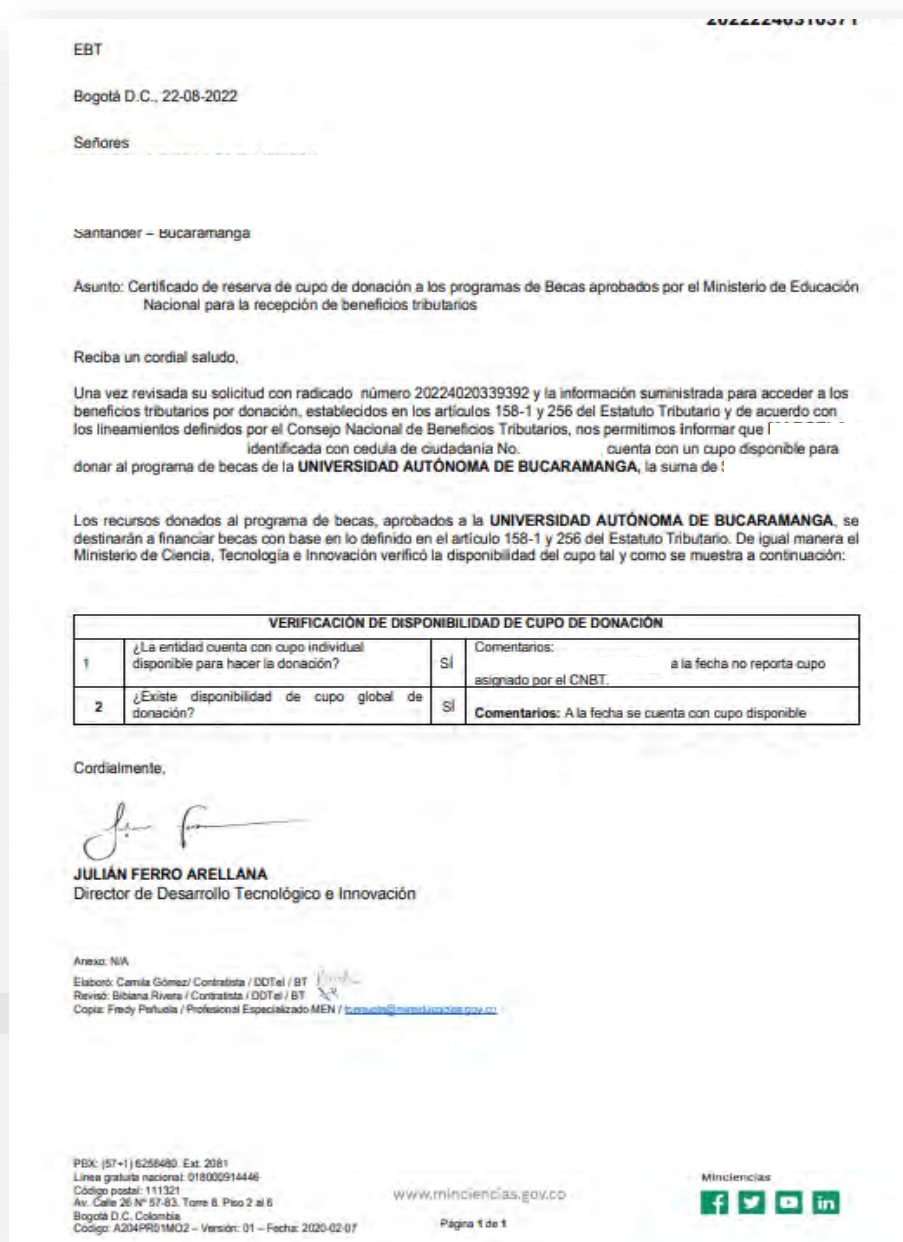 EBT
Bogotá D.C., 22-08-2022
Señores
Santander – Bucaramanga
Asunto: Certificado de reserva de cupo de donación a los programas de Becas aprobados por el Ministerio de Educación
Nacional para la recepción de beneficios tributarios
Reciba un cordial saludo,
Una vez revisada su solicitud con radicado número 20224020339392 y la información suministrada para acceder a los
beneficios tributarios por donación, establecidos en los artículos 158-1 y 256 del Estatuto Tributario y de acuerdo con
los lineamientos definidos por el Consejo Nacional de Beneficios Tributarios, nos permitimos informar que
identificada con cedula de ciudadanía No. cuenta con un cupo disponible para
donar al programa de becas de la UNIVERSIDAD AUTÓNOMA DE BUCARAMANGA, la suma de
Los recursos donados al programa de becas, aprobados a la UNIVERSIDAD AUTÓNOMA DE BUCARAMANGA, se
destinarán a financiar becas con base en lo definido en el artículo 158-1 y 256 del Estatuto Tributario. De igual manera el
Ministerio de Ciencia, Tecnología e Innovación verificó la disponibilidad del cupo tal y como se muestra a continuación:
VERIFICACIÓN DE DISPONIBILIDAD DE CUPO DE DONACIÓN
1 ¿La entidad cuenta con cupo individual
disponible para hacer la donación? SÍ Comentarios:
a la fecha no reporta cupo
asignado por el CNBT.
2 ¿Existe disponibilidad de cupo global de
donación? SÍ Comentarios: A la fecha se cuenta con cupo disponible
Cordialmente,
JULIÁN FERRO ARELLANA
Director de Desarrollo Tecnológico e Innovación
Anexo: N/A
Elaboró: Camila Gómez/ Contratista / DDTeI / BT
Revisó: Bibiana Rivera / Contratista / DDTeI / BT
Copia: Fredy Peñuela / Profesional Especializado MEN /
PBX: (57+1) 6258480. Ext. 2081
Línea gratuita nacional: 018000914446
Código postal: 111321
Av. Calle 26 N° 57-83, Torre 8. Piso 2 al 6
Bogotá D.C. Colombia
Código: A204PR01MO2 – Versión: 01 – Fecha: 2020-02-07
www.minciencias.gov.co
Página 1 de 1
Minciencias